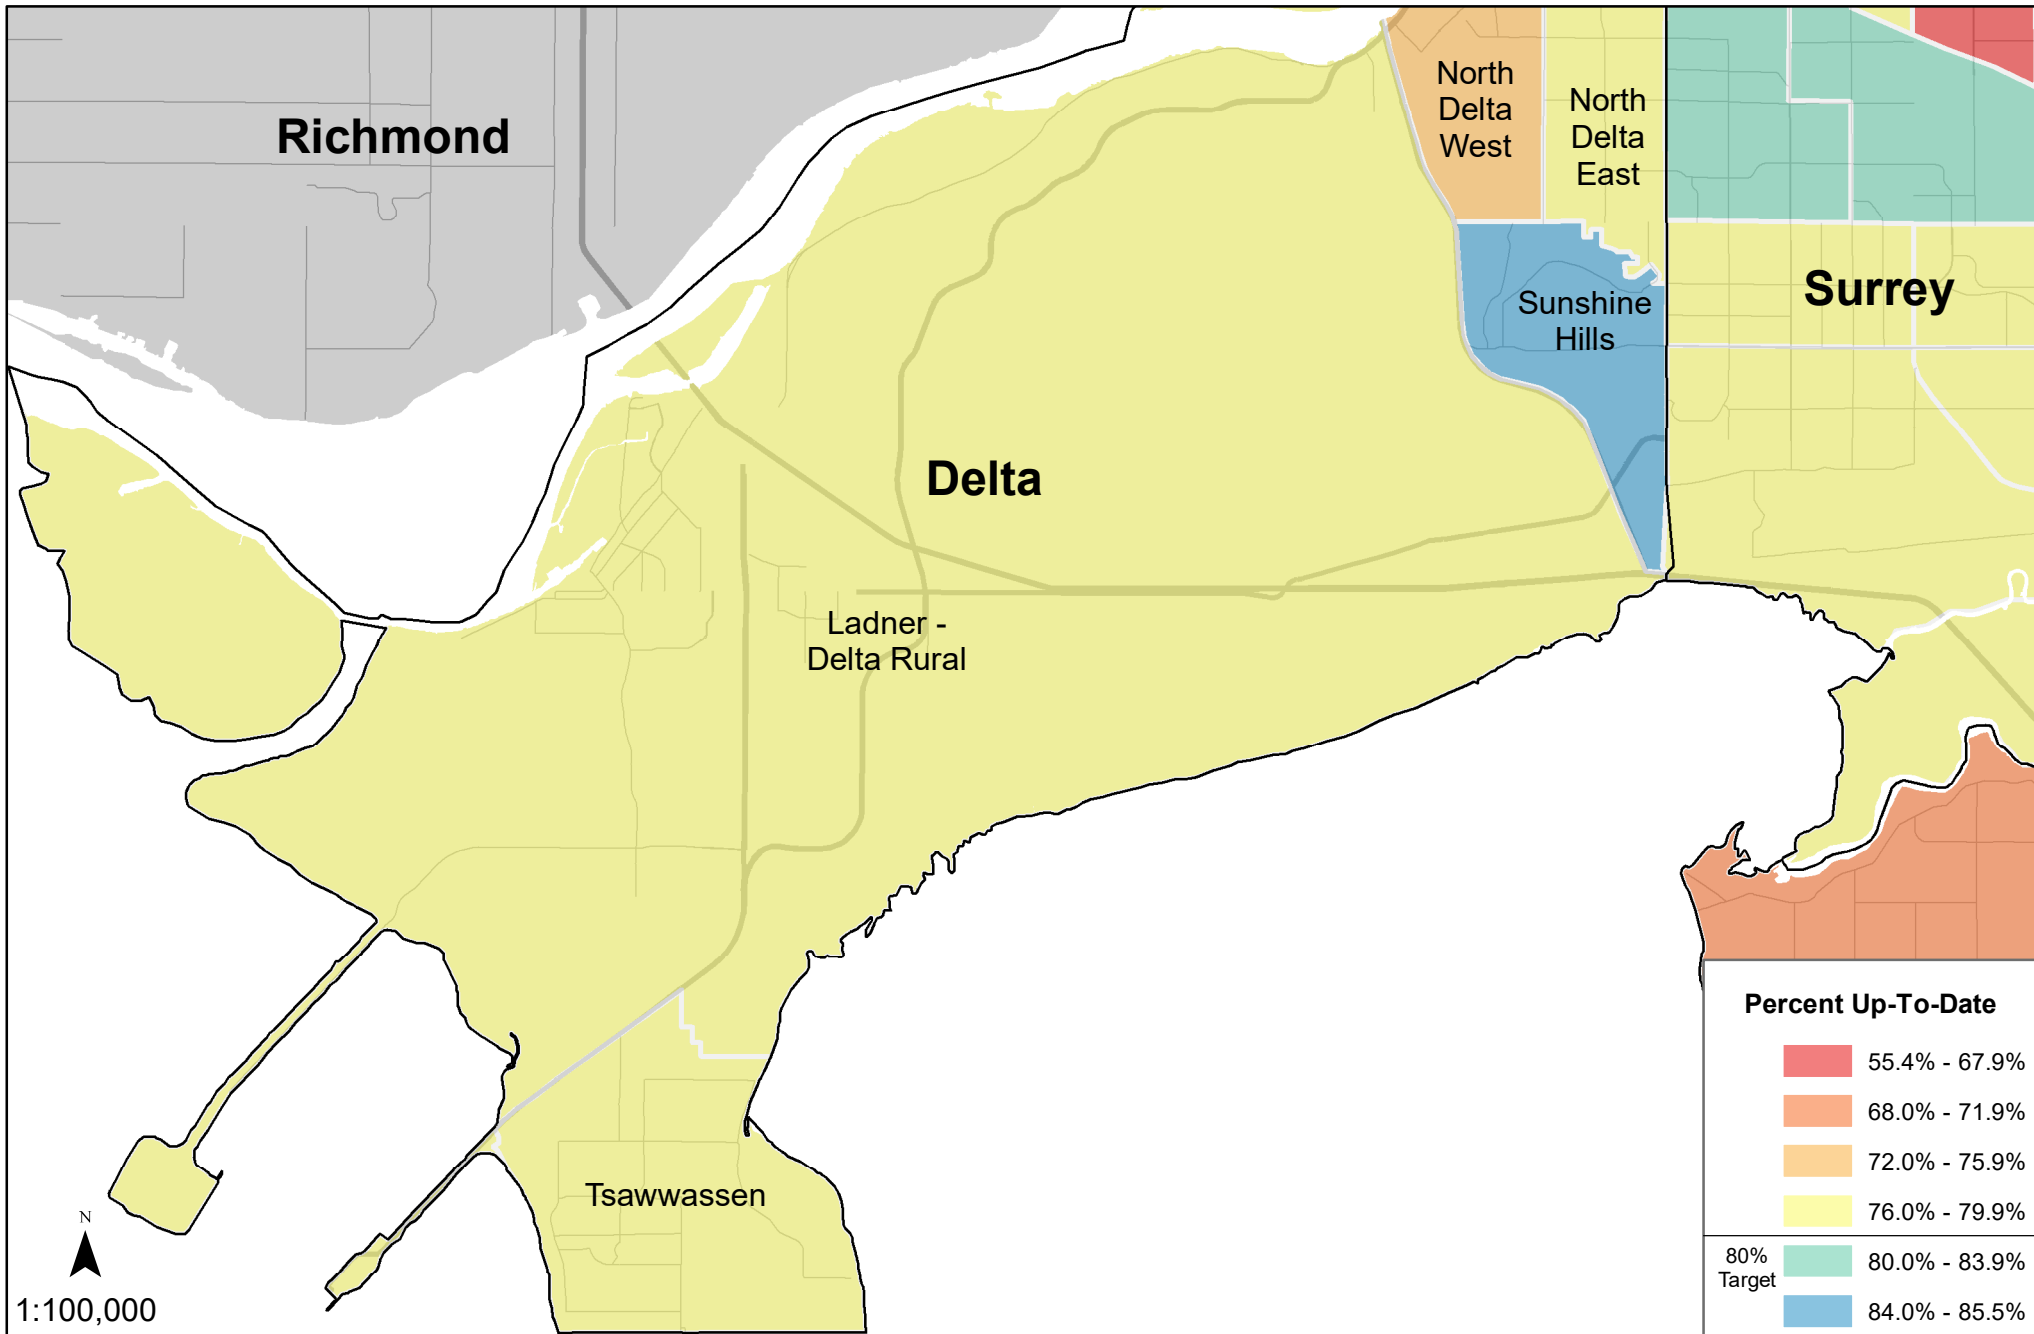 Richmond
North
Delta
West
North
Delta
East
Sunshine
Hills
Surrey
Delta
Ladner -
Delta Rural
Tsawwassen
N
1:100,000
Percent Up-To-Date
55.4% - 67.9%
68.0% - 71.9%
72.0% - 75.9%
76.0% - 79.9%
80%
Target
80.0% - 83.9%
84.0% - 85.5%